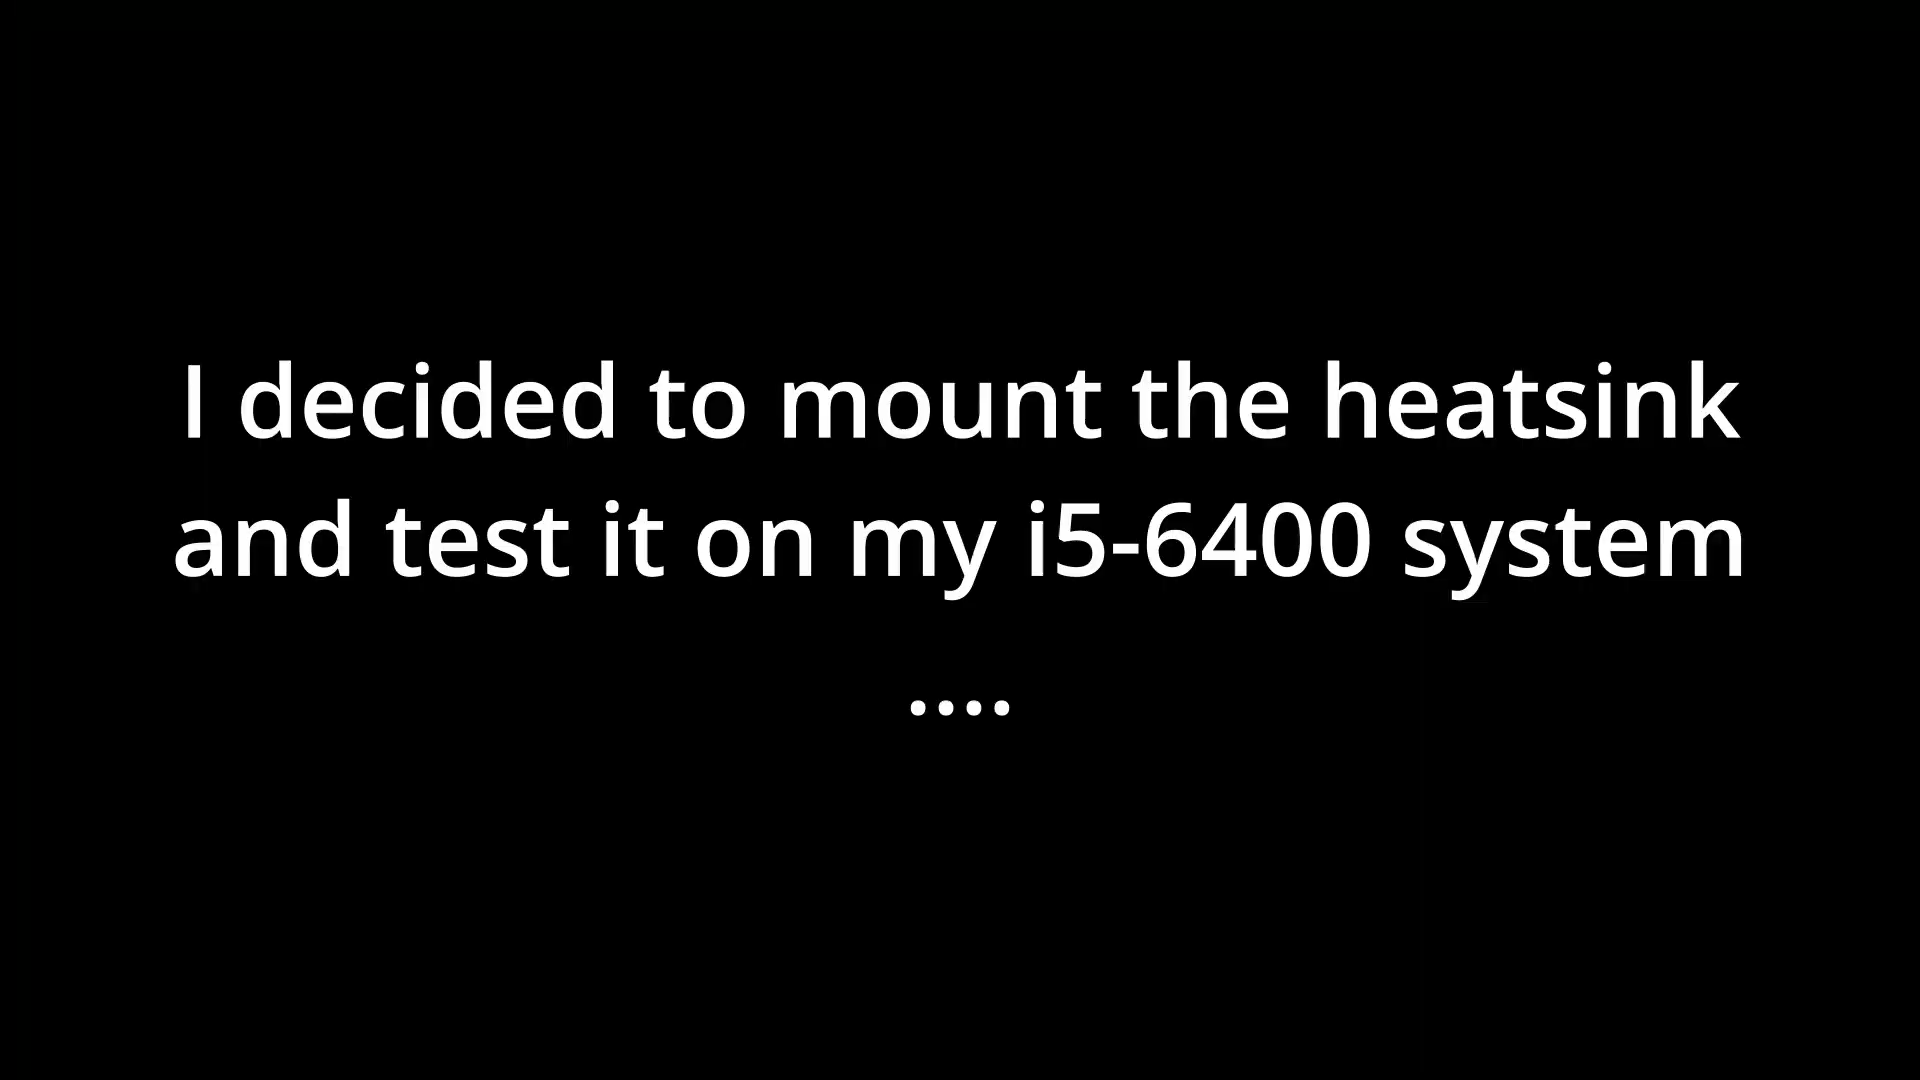 I decided to mount the heatsink
and test it on my i5-6400 system
....